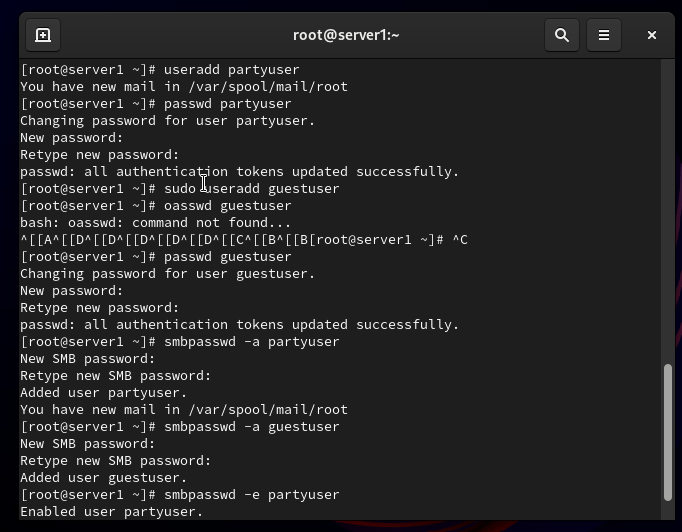 root@server1:~
[root@server1 ~]# useradd partyuser
You have new mail in /var/spool/mail/root
[root@server1 ~]# passwd partyuser
Changing password for user partyuser.
New password:
Retype new password:
passwd: all authentication tokens updated successfully.
[root@server1 ~]# sudo useradd guestuser
[root@server1 ~]# oasswd guestuser
bash: oasswd: command not found...
^[[A^[[D^[[D^[[D^[[D^[[D^[[C^[[B^[[B[root@server1 ~]# ^C
[root@server1 ~]# passwd guestuser
Changing password for user guestuser.
New password:
Retype new password:
passwd: all authentication tokens updated successfully.
[root@server1 ~]# smbpasswd -a partyuser
New SMB password:
Retype new SMB password:
Added user partyuser.
You have new mail in /var/spool/mail/root
[root@server1 ~]# smbpasswd -a guestuser
New SMB password:
Retype new SMB password:
Added user guestuser.
[root@server1 ~]# smbpasswd -e partyuser
Enabled user partyuser.